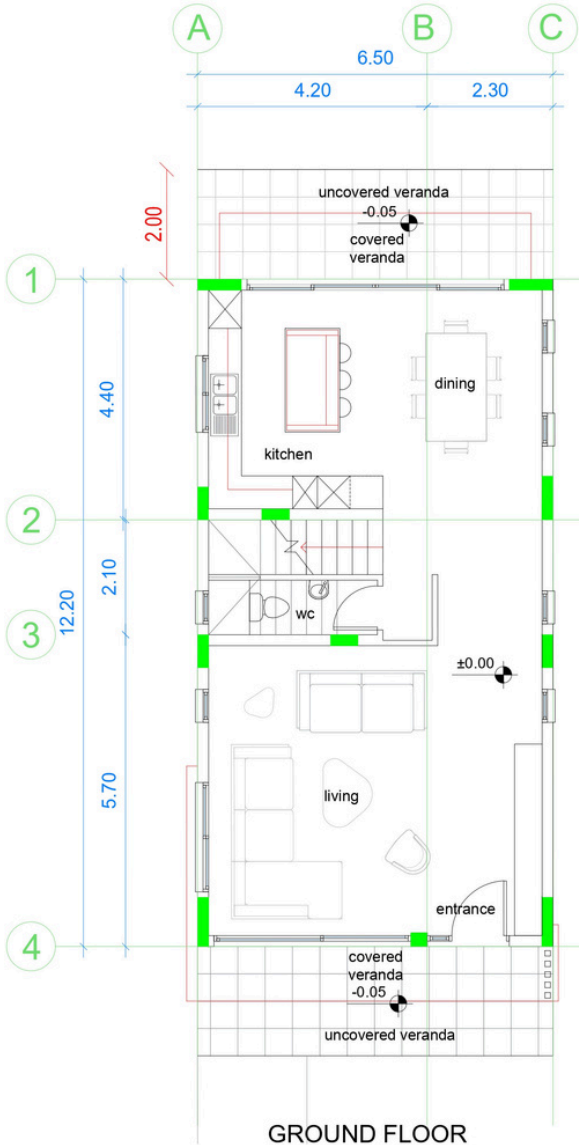 A
B
C
6.50
4.20
2.30
2.00
uncovered veranda
-0.05
covered
veranda
1
4.40
dining
kitchen
2
2.10
12.20
wc
3
±0.00
5.70
living
entrance
4
covered
veranda
-0.05
uncovered veranda
GROUND FLOOR